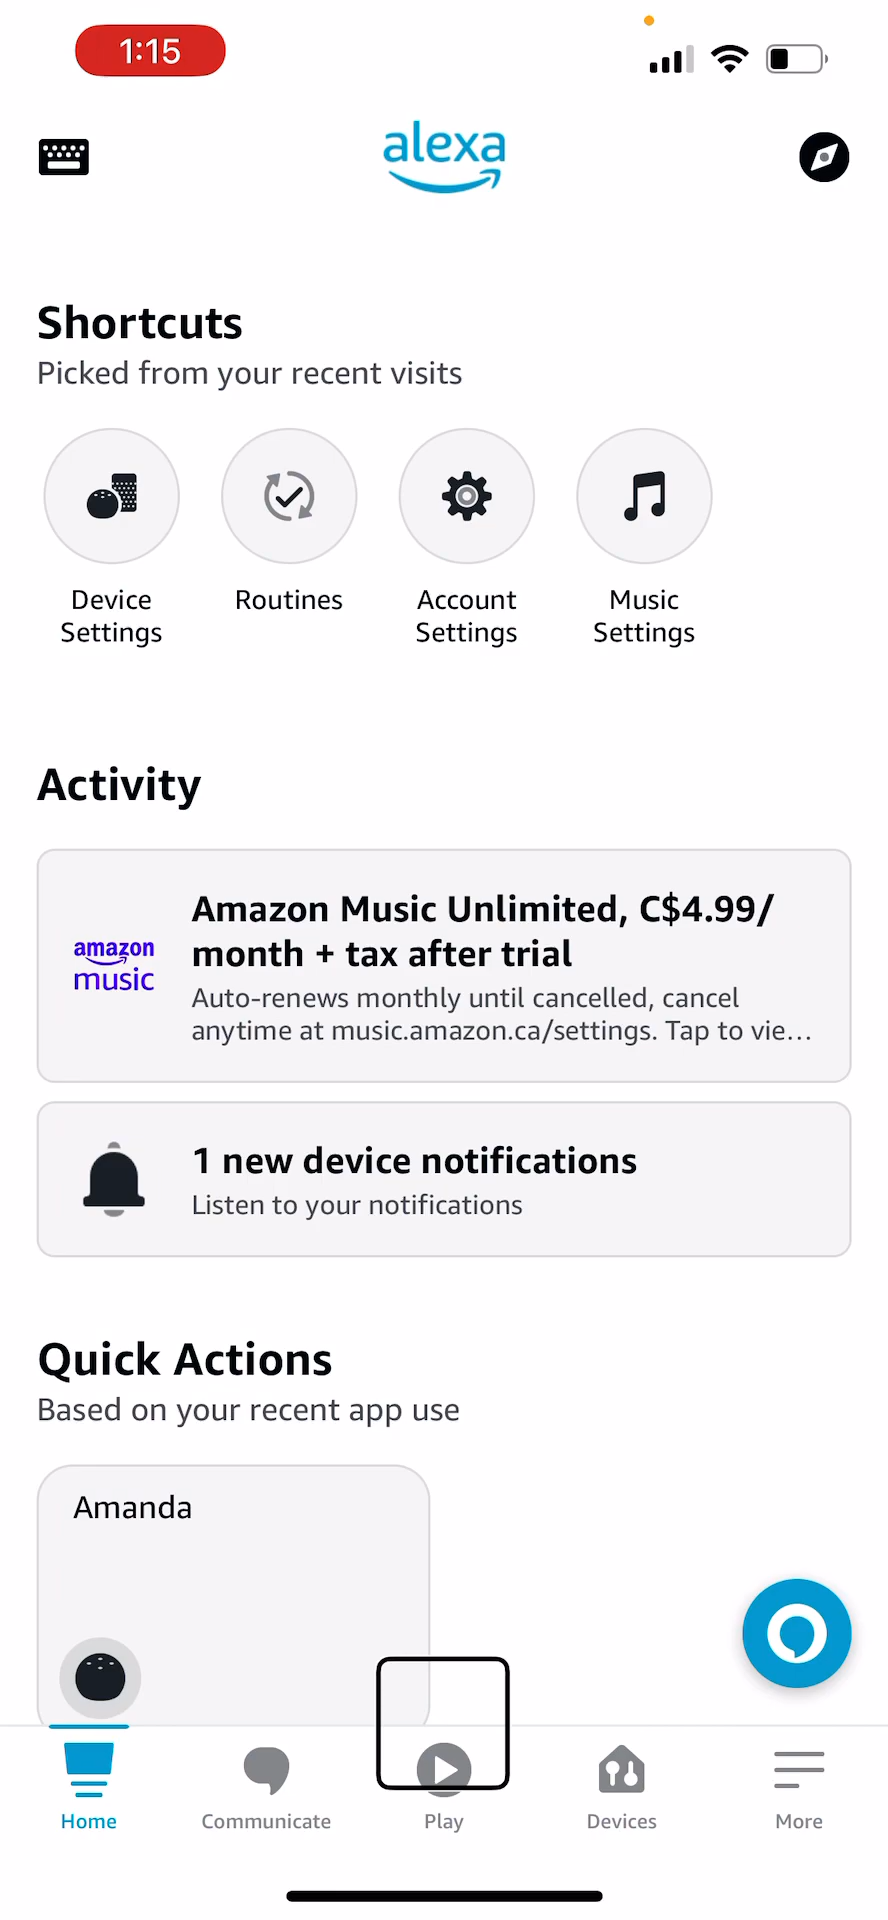 1:15
alexa
Shortcuts
Picked from your recent visits
Device
Settings
Routines
Account
Settings
Music
Settings
Activity
amazon
music
Amazon Music Unlimited, C$4.99/
month + tax after trial
Auto-renews monthly until cancelled, cancel
anytime at music.amazon.ca/settings. Tap to vie…
1 new device notifications
Listen to your notifications
Quick Actions
Based on your recent app use
Amanda
Home
Communicate
Play
Devices
More